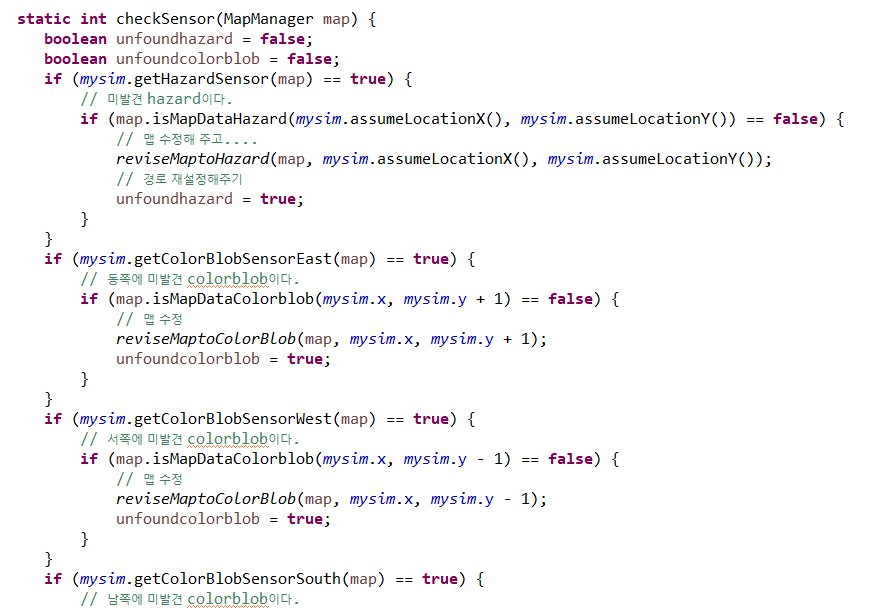 static int checkSensor(MapManager map) {
boolean unfoundhazard = false;
boolean unfoundcolorblob = false;
if (mysim.getHazardSensor(map) == true) {
// 미발견 hazard이다.
if (map.isMapDataHazard(mysim.assumeLocationX(), mysim.assumeLocationY()) == false) {
// 맵 수정해 주고....
reviseMaptoHazard(map, mysim.assumeLocationX(), mysim.assumeLocationY());
// 경로 재설정해주기
unfoundhazard = true;
}
}
if (mysim.getColorBlobSensorEast(map) == true) {
// 동쪽에 미발견 colorblob이다.
if (map.isMapDataColorblob(mysim.x, mysim.y + 1) == false) {
// 맵 수정
reviseMaptoColorBlob(map, mysim.x, mysim.y + 1);
unfoundcolorblob = true;
}
}
if (mysim.getColorBlobSensorWest(map) == true) {
// 서쪽에 미발견 colorblob이다.
if (map.isMapDataColorblob(mysim.x, mysim.y - 1) == false) {
// 맵 수정
reviseMaptoColorBlob(map, mysim.x, mysim.y - 1);
unfoundcolorblob = true;
}
}
if (mysim.getColorBlobSensorSouth(map) == true) {
// 남쪽에 미발견 colorblob이다.